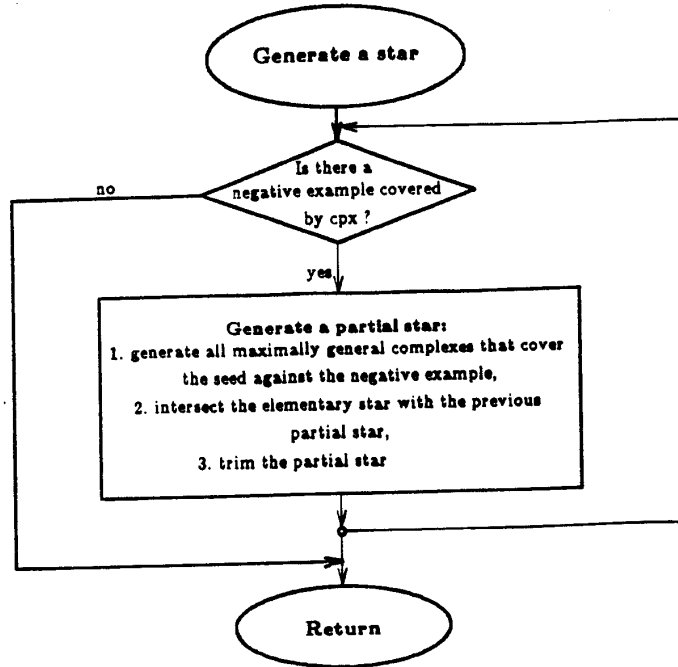 Generate a star
Is there a
negative example covered
by cpx ?
no
yes
Generate a partial star:
1. generate all maximally general complexes that cover
the seed against the negative example,
2. intersect the elementary star with the previous
partial star,
3. trim the partial star
Return